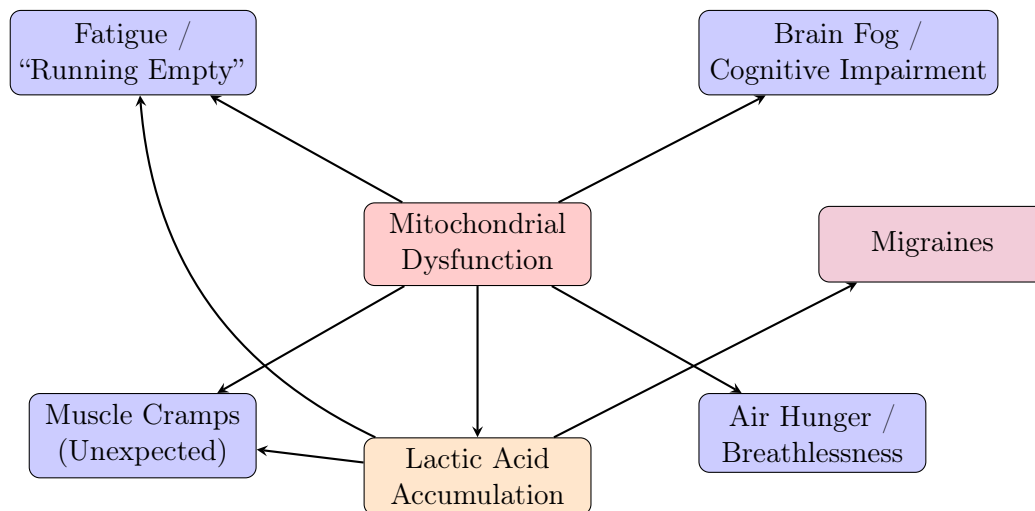 Fatigue /
“Running Empty”
Brain Fog /
Cognitive Impairment
Mitochondrial
Dysfunction
Migraines
Muscle Cramps
(Unexpected)
Lactic Acid
Accumulation
Air Hunger /
Breathlessness